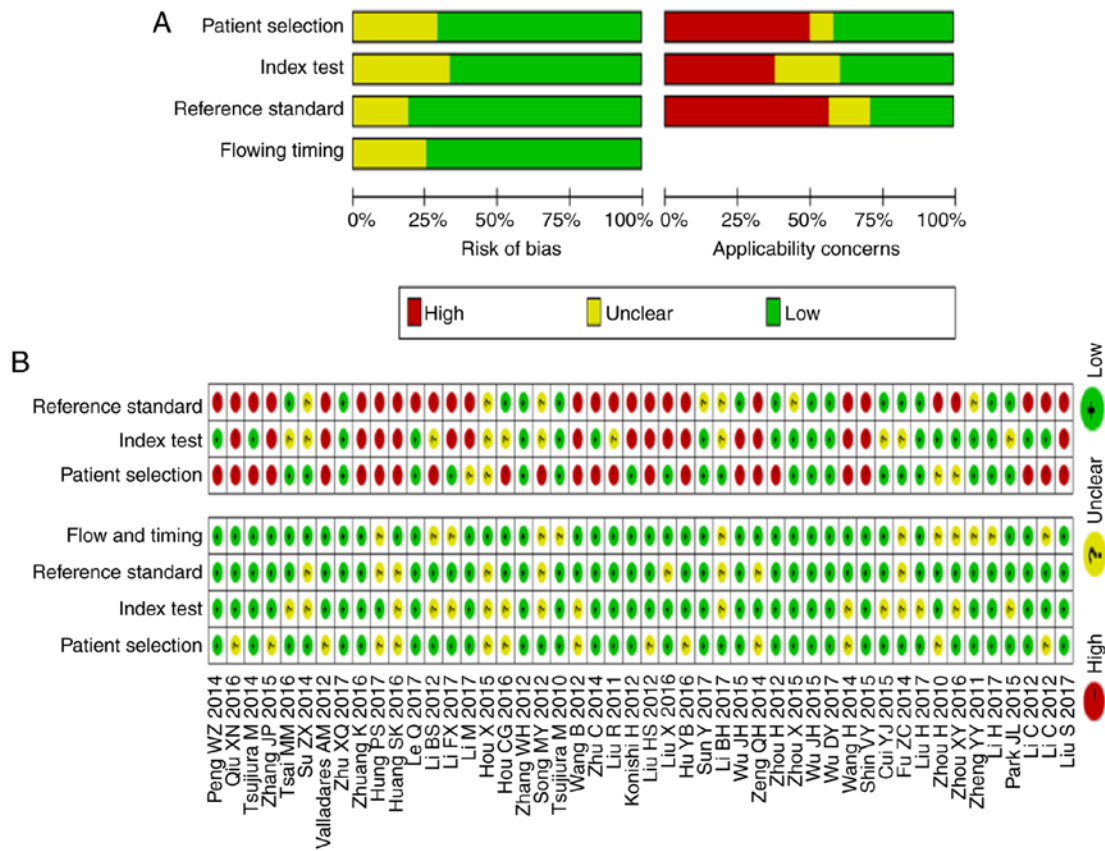 A
Patient selection
Index test
Reference standard
Flowing timing
0% 25% 50% 75% 100% 0% 25% 50% 75% 100%
Risk of bias Applicability concerns
High Unclear Low
B
Reference standard
Index test
Patient selection
Flow and timing
Reference standard
Index test
Patient selection
Peng WZ 2014
Qiu XN 2016
Tsujiura M 2014
Zhang JP 2015
Tsai MM 2016
Su ZX 2014
Valladares AM 2012
Zhu XQ 2017
Zhuang K 2016
Hung PS 2017
Huang SK 2016
Le Q 2017
Li BS 2012
Li FX 2017
Li M 2017
Hou X 2015
Hou CG 2016
Zhang WH 2012
Song MY 2012
Tsujiura M 2010
Wang B 2012
Zhu C 2014
Liu R 2011
Konishi H 2012
Liu HS 2012
Liu X 2016
Hu YB 2016
Sun Y 2017
Li BH 2017
Wu JH 2015
Zeng QH 2014
Zhou H 2012
Zhou X 2015
Wu JH 2015
Wu DY 2017
Wang H 2014
Shin VY 2015
Cui YJ 2015
Fu ZC 2014
Liu H 2017
Zhou H 2010
Zhou XY 2016
Zheng YY 2011
Li H 2017
Park JL 2015
Li C 2012
Li C 2012
Liu S 2017
High
Unclear
Low